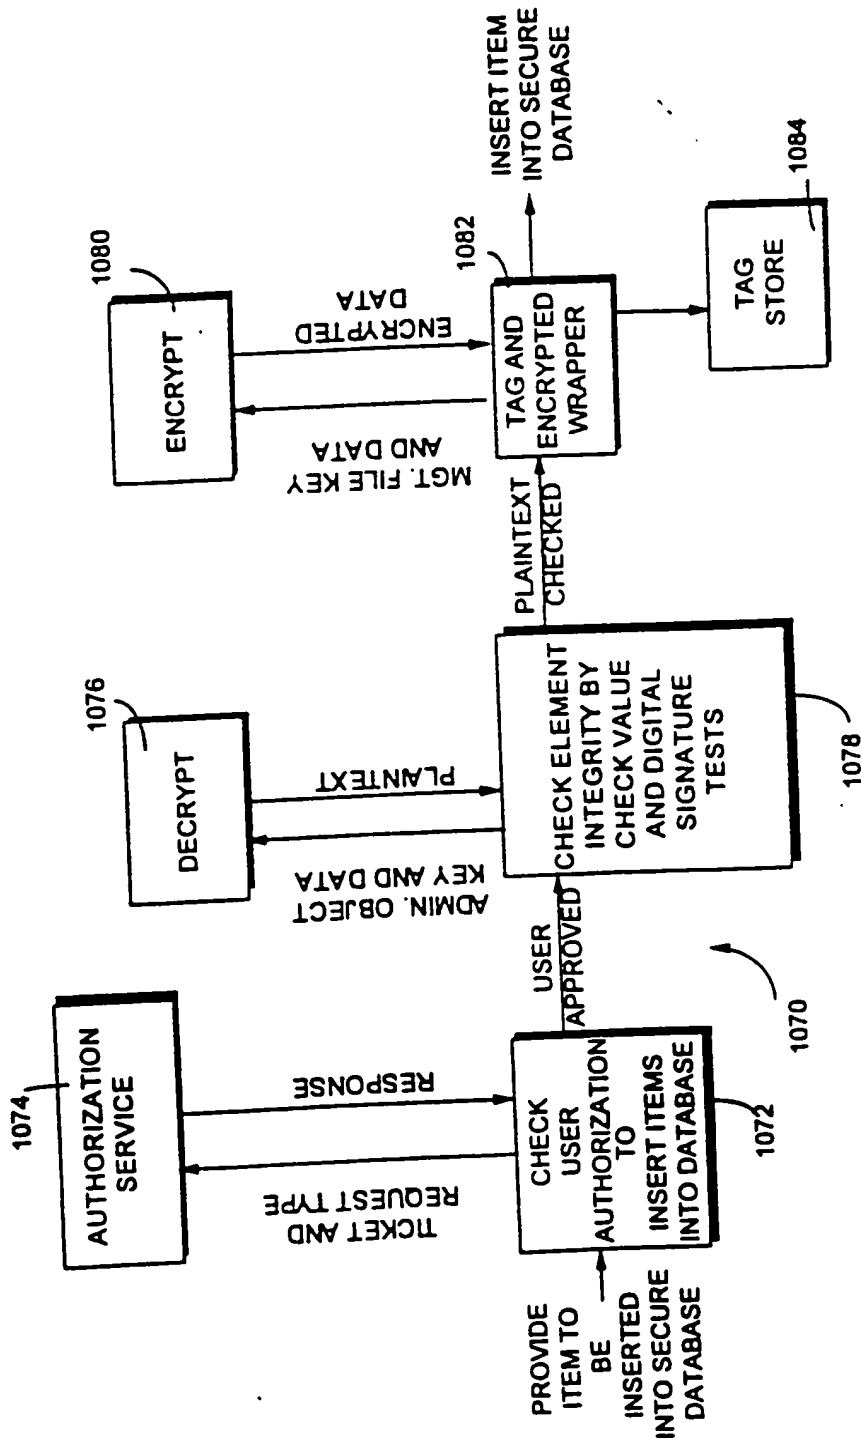 1074
AUTHORIZATION
SERVICE
TICKET AND
REQUEST TYPE
RESPONSE
PROVIDE
ITEM TO
BE
INSERTED
INTO SECURE
DATABASE
CHECK
USER
AUTHORIZATION
TO
INSERT ITEMS
INTO DATABASE
1072
USER
APPROVED
1070
1076
DECRYPT
ADMIN. OBJECT
KEY AND DATA
PLAINTEXT
CHECK ELEMENT
INTEGRITY BY
CHECK VALUE
AND DIGITAL
SIGNATURE
TESTS
1078
PLAINTEXT
CHECKED
1080
ENCRYPT
MGT. FILE KEY
AND DATA
ENCRYPTED
DATA
1082
TAG AND
ENCRYPTED
WRAPPER
INSERT ITEM
INTO SECURE
DATABASE
TAG
STORE
1084